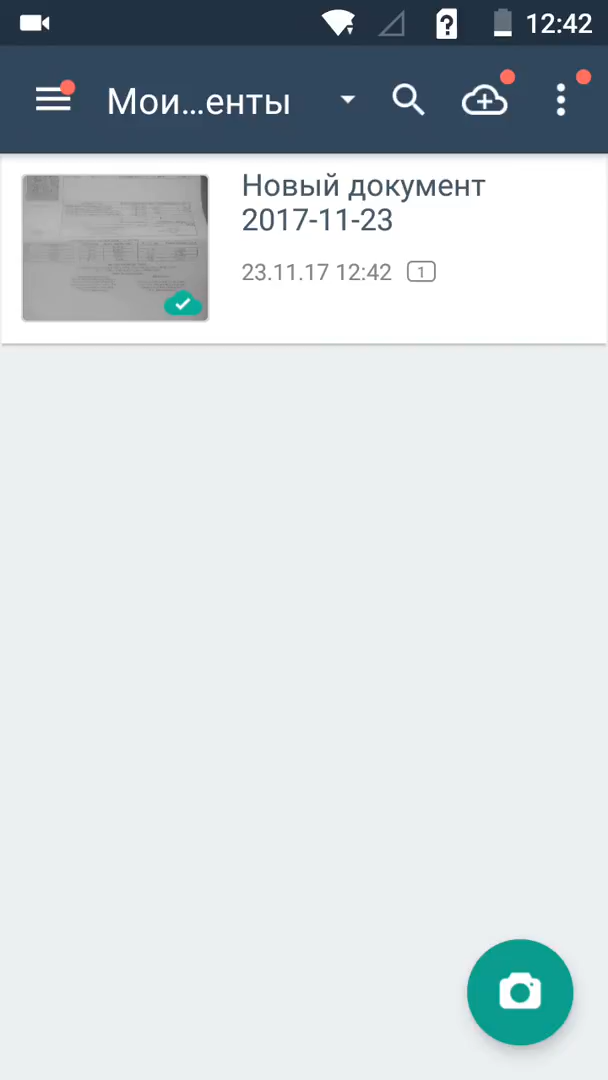 12:42
Мои...енты
Новый документ
2017-11-23
23.11.17 12:42 1